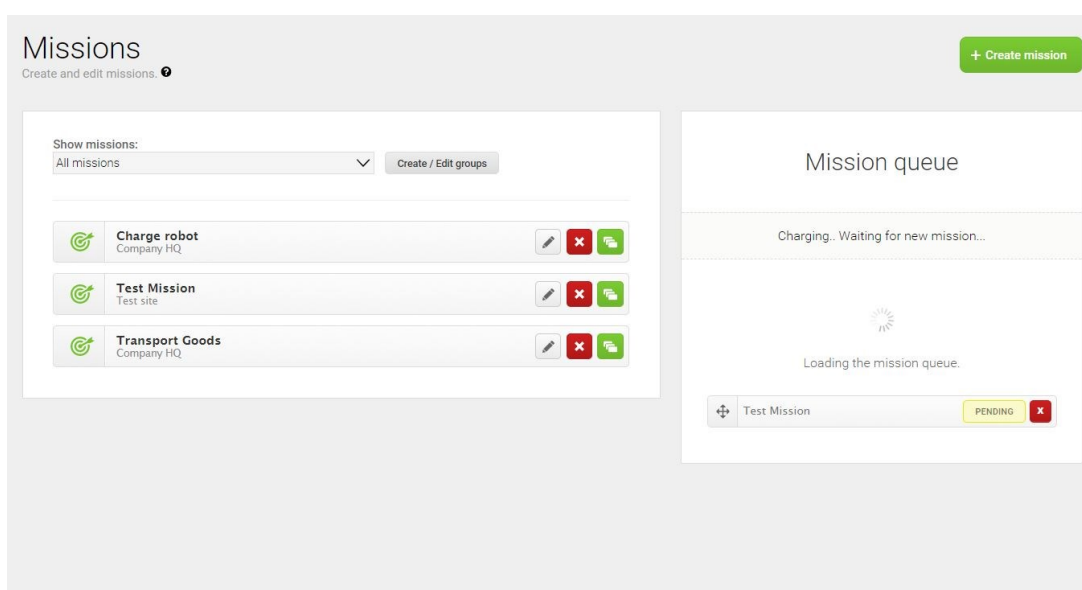 Missions
Create and edit missions. ?
+ Create mission
Show missions:
All missions
Create / Edit groups
Charge robot
Company HQ
Test Mission
Test site
Transport Goods
Company HQ
Mission queue
Charging.. Waiting for new mission...
Loading the mission queue.
Test Mission
PENDING
x